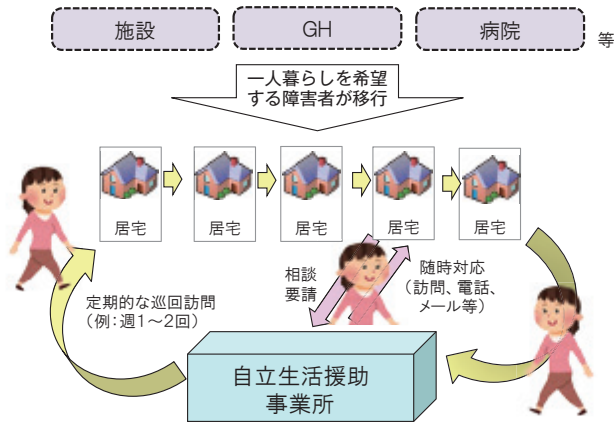 施設
GH
病院
等
一人暮らしを希望
する障害者が移行
居宅
居宅
居宅
居宅
居宅
相談
要請
随時対応
(訪問、電話、
メール等)
定期的な巡回訪問
(例:週1~2回)
自立生活援助
事業所